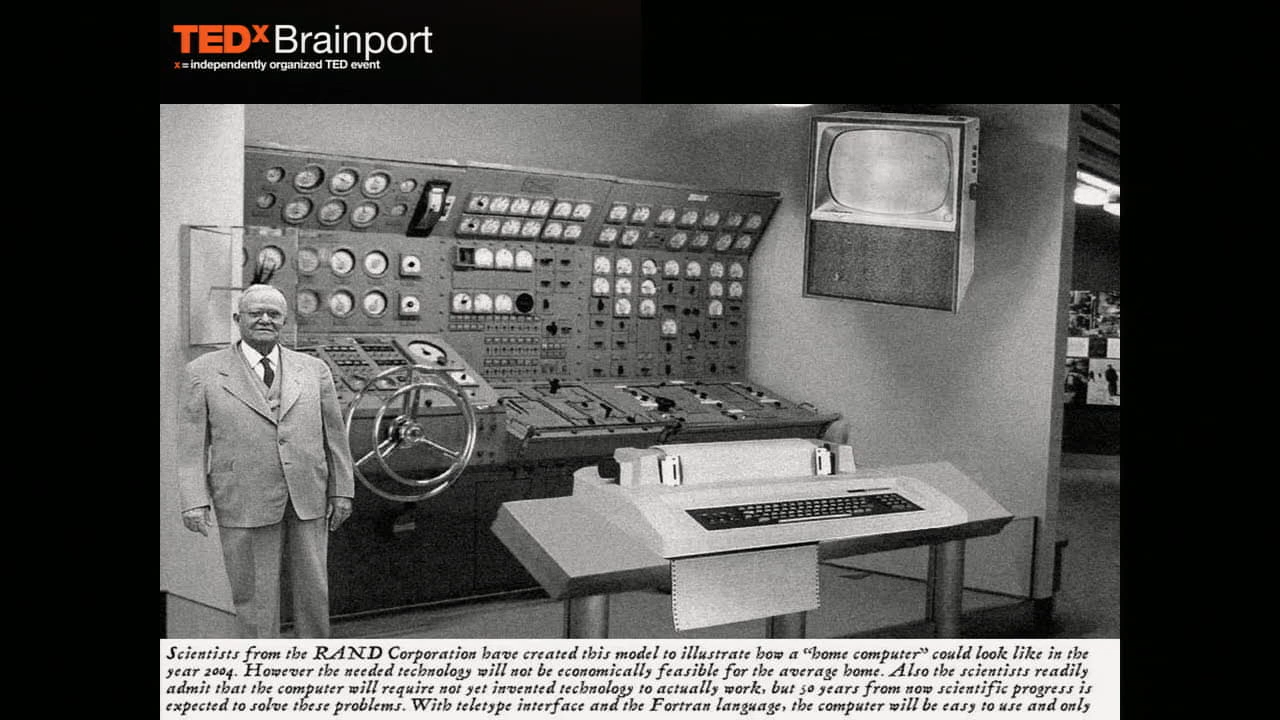 TEDx Brainport
x = independently organized TED event
Scientists from the RAND Corporation have created this model to illustrate how a "home computer" could look like in the
year 2004. However the needed technology will not be economically feasible for the average home. Also the scientists readily
admit that the computer will require not yet invented technology to actually work, but 50 years from now scientific progress is
expected to solve these problems. With teletype interface and the Fortran language, the computer will be easy to use and only